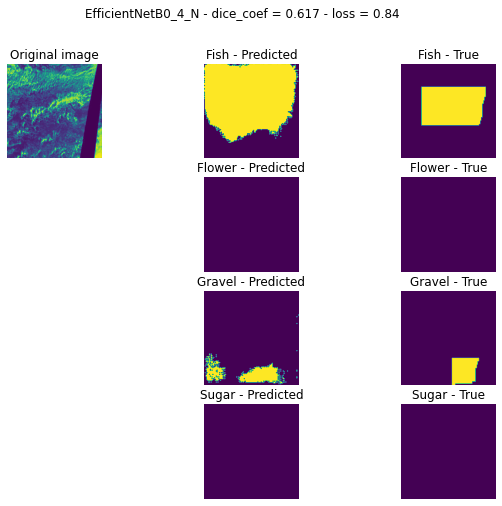 EfficientNetB0_4_N - dice_coef = 0.617 - loss = 0.84
Original image
Fish - Predicted
Fish - True
Flower - Predicted
Flower - True
Gravel - Predicted
Gravel - True
Sugar - Predicted
Sugar - True